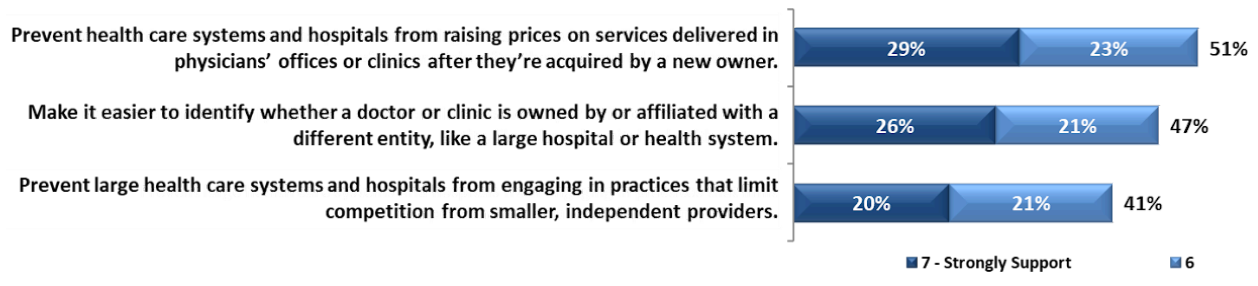 Prevent health care systems and hospitals from raising prices on services delivered in
physicians’ offices or clinics after they’re acquired by a new owner.
29% 23% 51%
Make it easier to identify whether a doctor or clinic is owned by or affiliated with a
different entity, like a large hospital or health system.
26% 21% 47%
Prevent large health care systems and hospitals from engaging in practices that limit
competition from smaller, independent providers.
20% 21% 41%
7 - Strongly Support 6